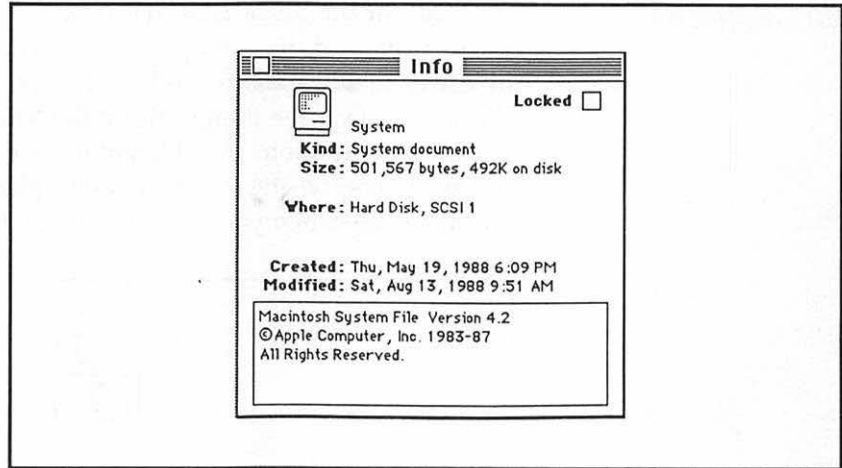 Info
Locked
System
Kind: System document
Size: 501,567 bytes, 492K on disk
Where: Hard Disk, SCSI 1
Created: Thu, May 19, 1988 6:09 PM
Modified: Sat, Aug 13, 1988 9:51 AM
Macintosh System File Version 4.2
©Apple Computer, Inc. 1983-87
All Rights Reserved.